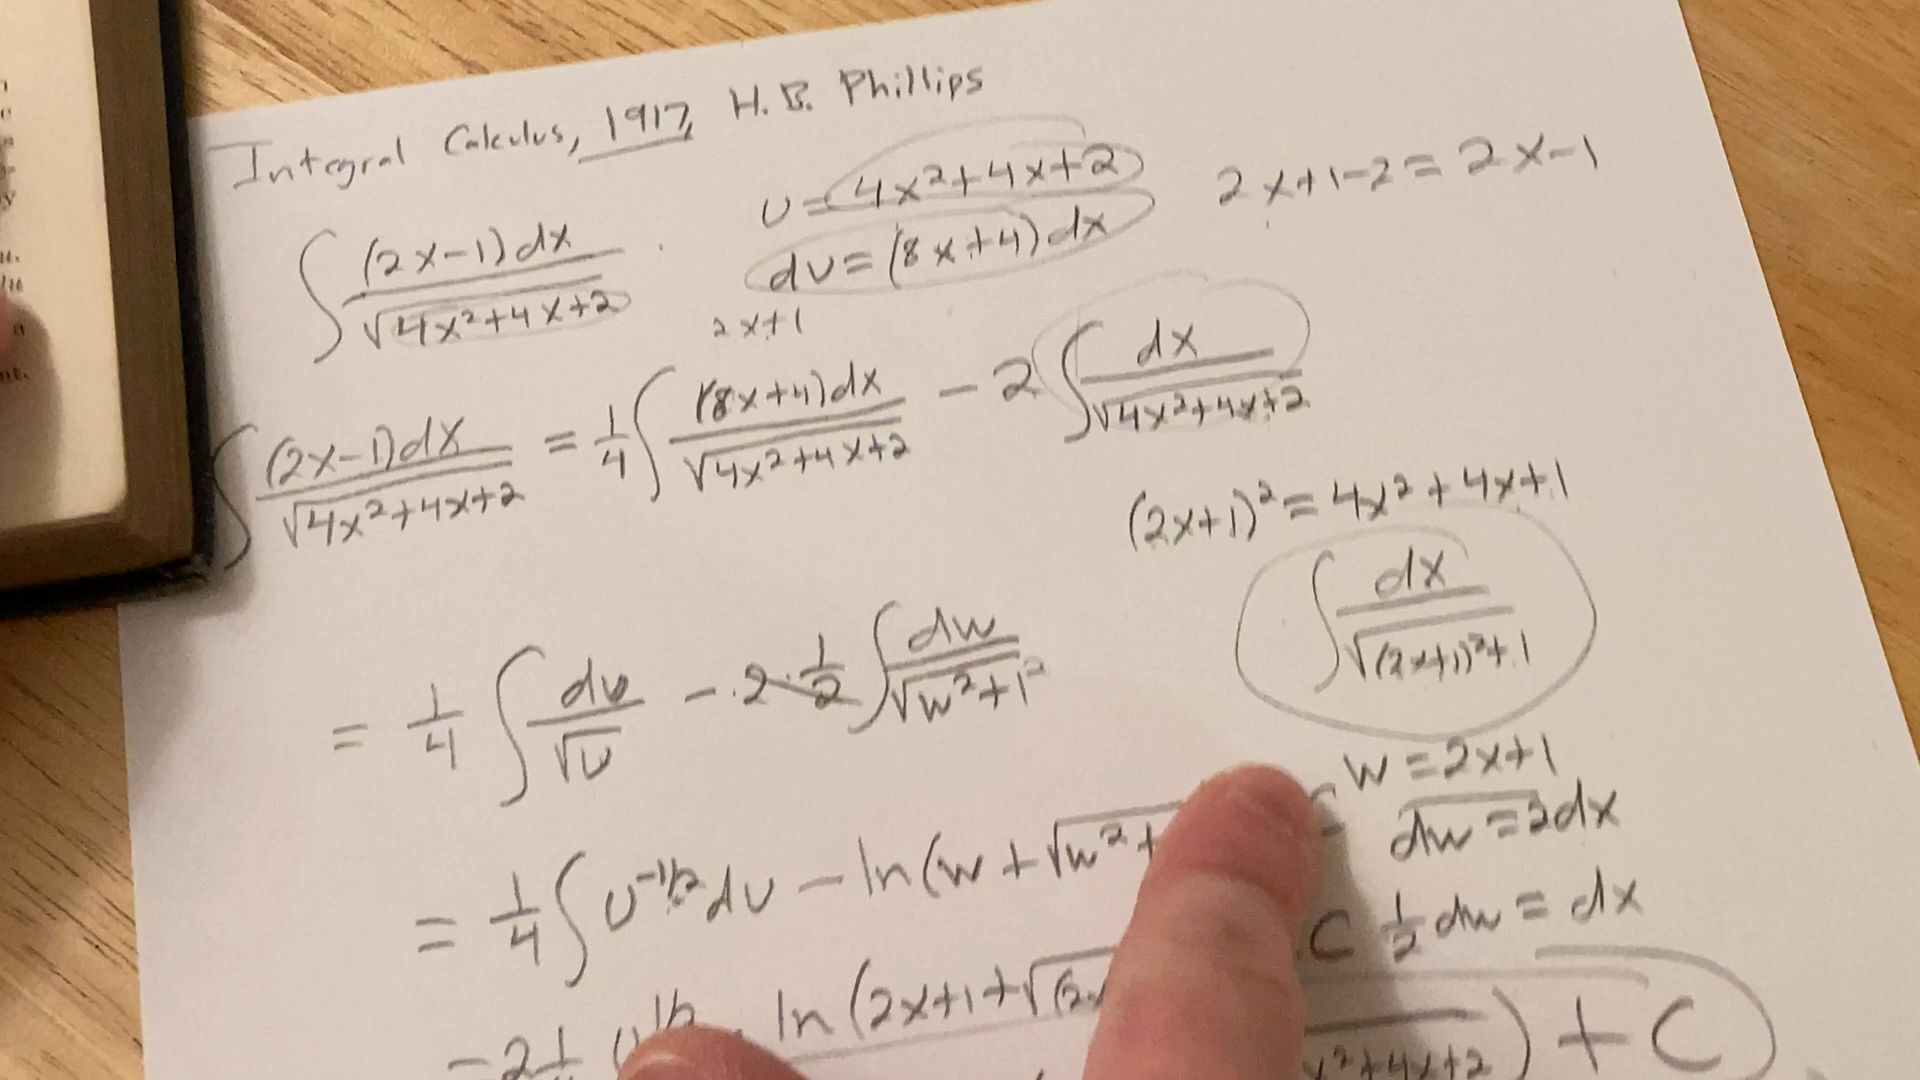 Integral Calculus, 1917, H. B. Phillips
∫ (2x-1)dx / √(4x²+4x+2)
u = 4x²+4x+2
du = (8x+4)dx
2x+1-2 = 2x-1
2x+1
∫ (2x-1)dx / √(4x²+4x+2) = 1/4 ∫ (8x+4)dx / √(4x²+4x+2) - 2 ∫ dx / √(4x²+4x+2)
(2x+1)² = 4x²+4x+1
∫ dx / √((2x+1)²+1)
= 1/4 ∫ du / √u - 2·1/2 ∫ dw / √(w²+1²)
w = 2x+1
dw = 2dx
= 1/4 ∫ u^(-1/2) du - ln(w + √(w²+
C
1/2 dw = dx
ln(2x+1+√(2x
x²+4x+2) + C